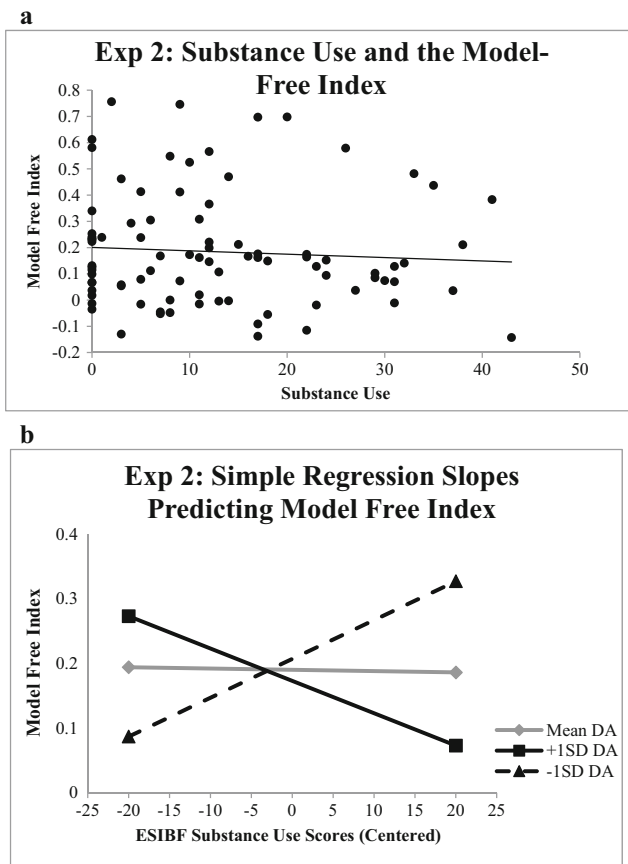 a
Exp 2: Substance Use and the Model-
Free Index
0.8
0.7
0.6
0.5
0.4
0.3
0.2
0.1
0
-0.1
-0.2
Model Free Index
0 10 20 30 40 50
Substance Use
b
Exp 2: Simple Regression Slopes
Predicting Model Free Index
0.4
0.3
0.2
0.1
0
Model Free Index
-25 -20 -15 -10 -5 0 5 10 15 20 25
ESIBF Substance Use Scores (Centered)
Mean DA
+1SD DA
-1SD DA